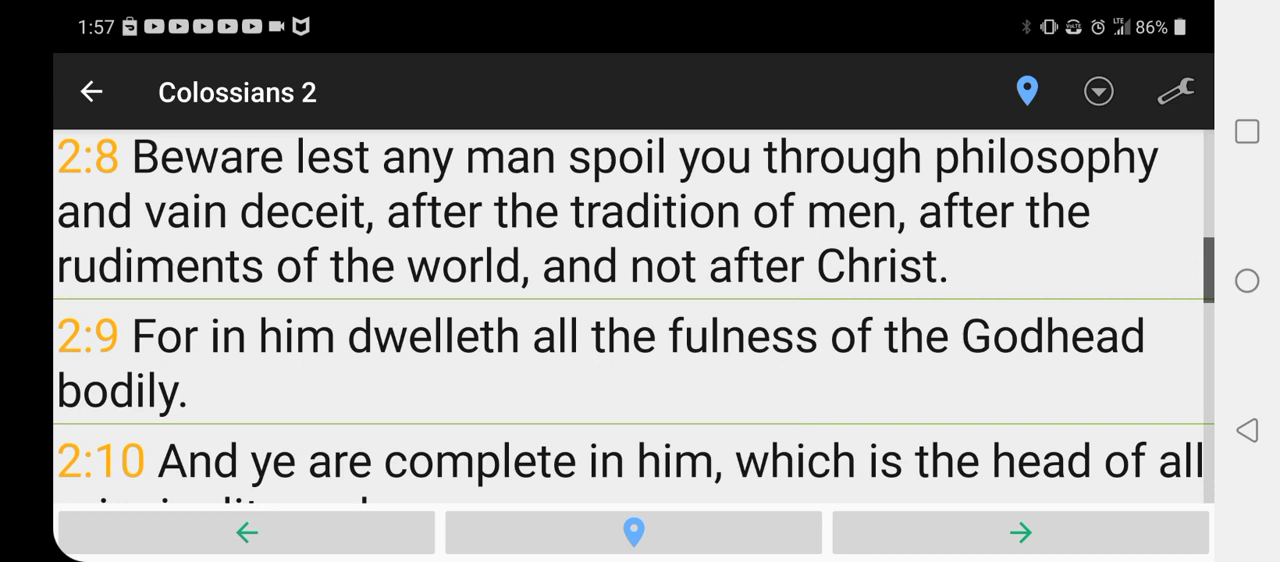 1:57
LTE
86%
Colossians 2
2:8 Beware lest any man spoil you through philosophy
and vain deceit, after the tradition of men, after the
rudiments of the world, and not after Christ.
2:9 For in him dwelleth all the fulness of the Godhead
bodily.
2:10 And ye are complete in him, which is the head of all